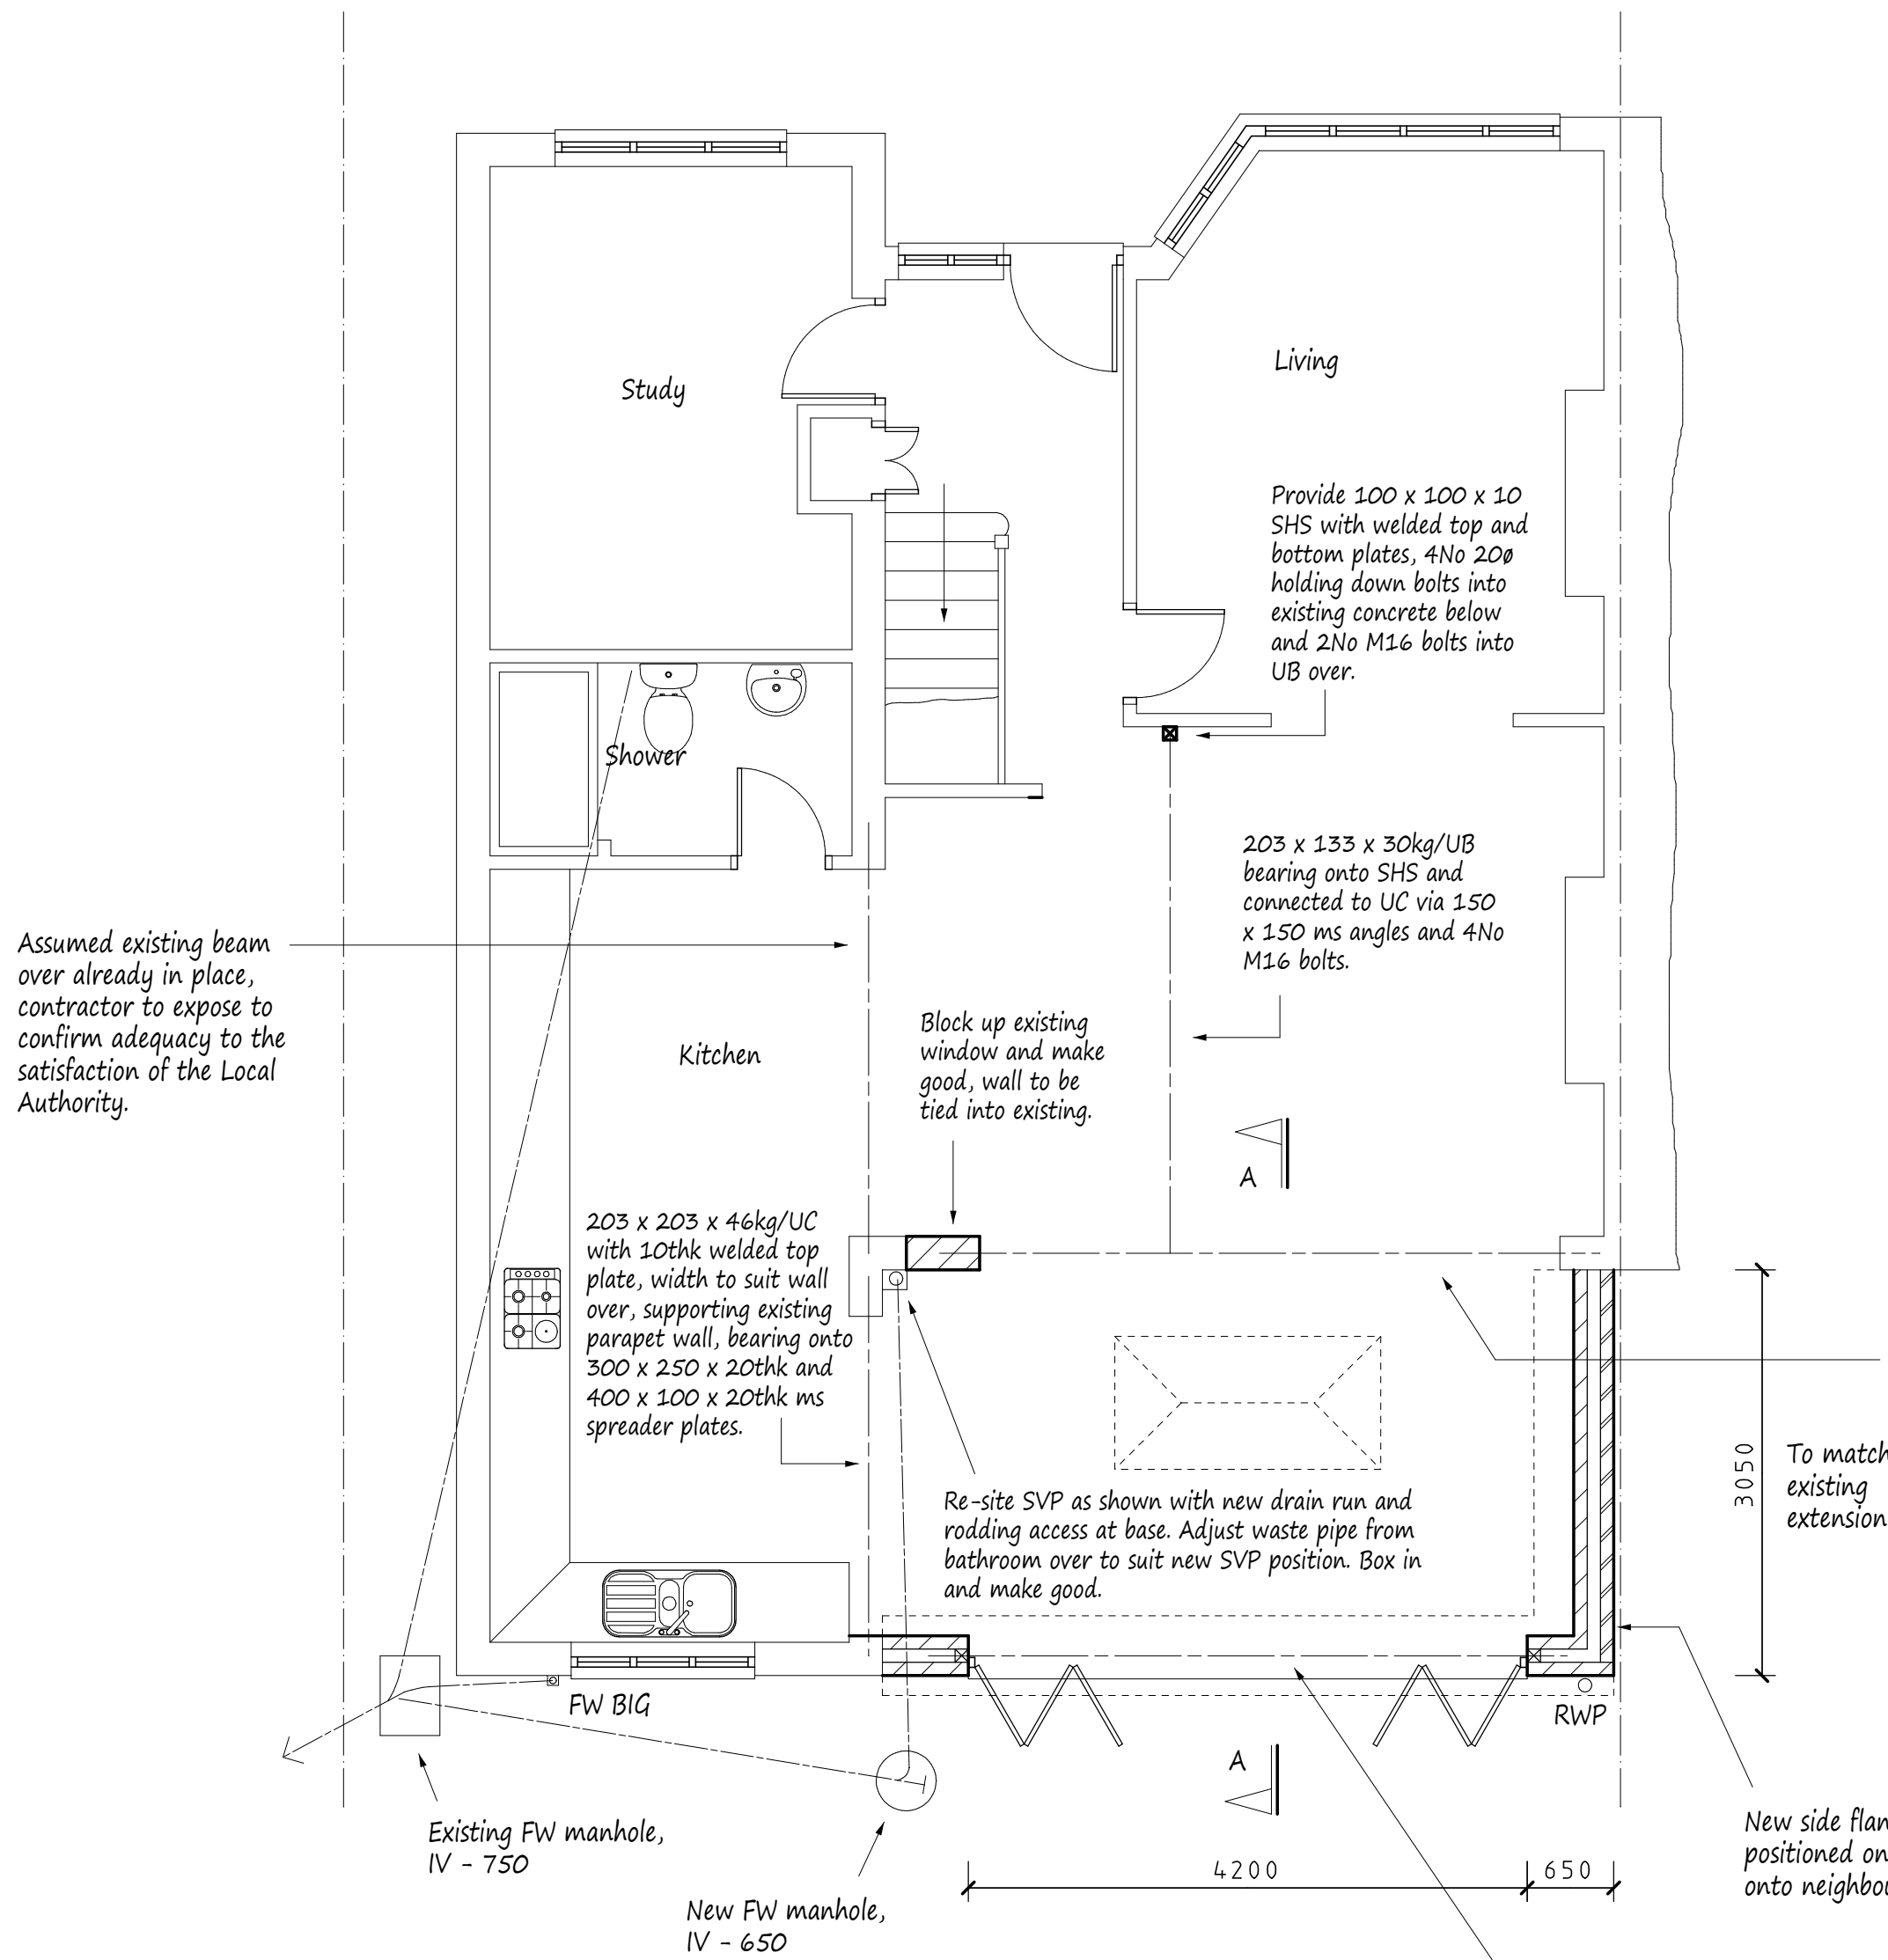 Study
Living
Provide 100 x 100 x 10
SHS with welded top and
bottom plates, 4No 20ø
holding down bolts into
existing concrete below
and 2No M16 bolts into
UB over.
Shower
203 x 133 x 30kg/UB
bearing onto SHS and
connected to UC via 150
x 150 ms angles and 4No
M16 bolts.
Assumed existing beam
over already in place,
contractor to expose to
confirm adequacy to the
satisfaction of the Local
Authority.
Kitchen
Block up existing
window and make
good, wall to be
tied into existing.
A
203 x 203 x 46kg/UC
with 10thk welded top
plate, width to suit wall
over, supporting existing
parapet wall, bearing onto
300 x 250 x 20thk and
400 x 100 x 20thk ms
spreader plates.
3050
To match
existing
extension
Re-site SVP as shown with new drain run and
rodding access at base. Adjust waste pipe from
bathroom over to suit new SVP position. Box in
and make good.
FW BIG
RWP
A
Existing FW manhole,
IV - 750
New FW manhole,
IV - 650
4200
650
New side
positioned on
onto